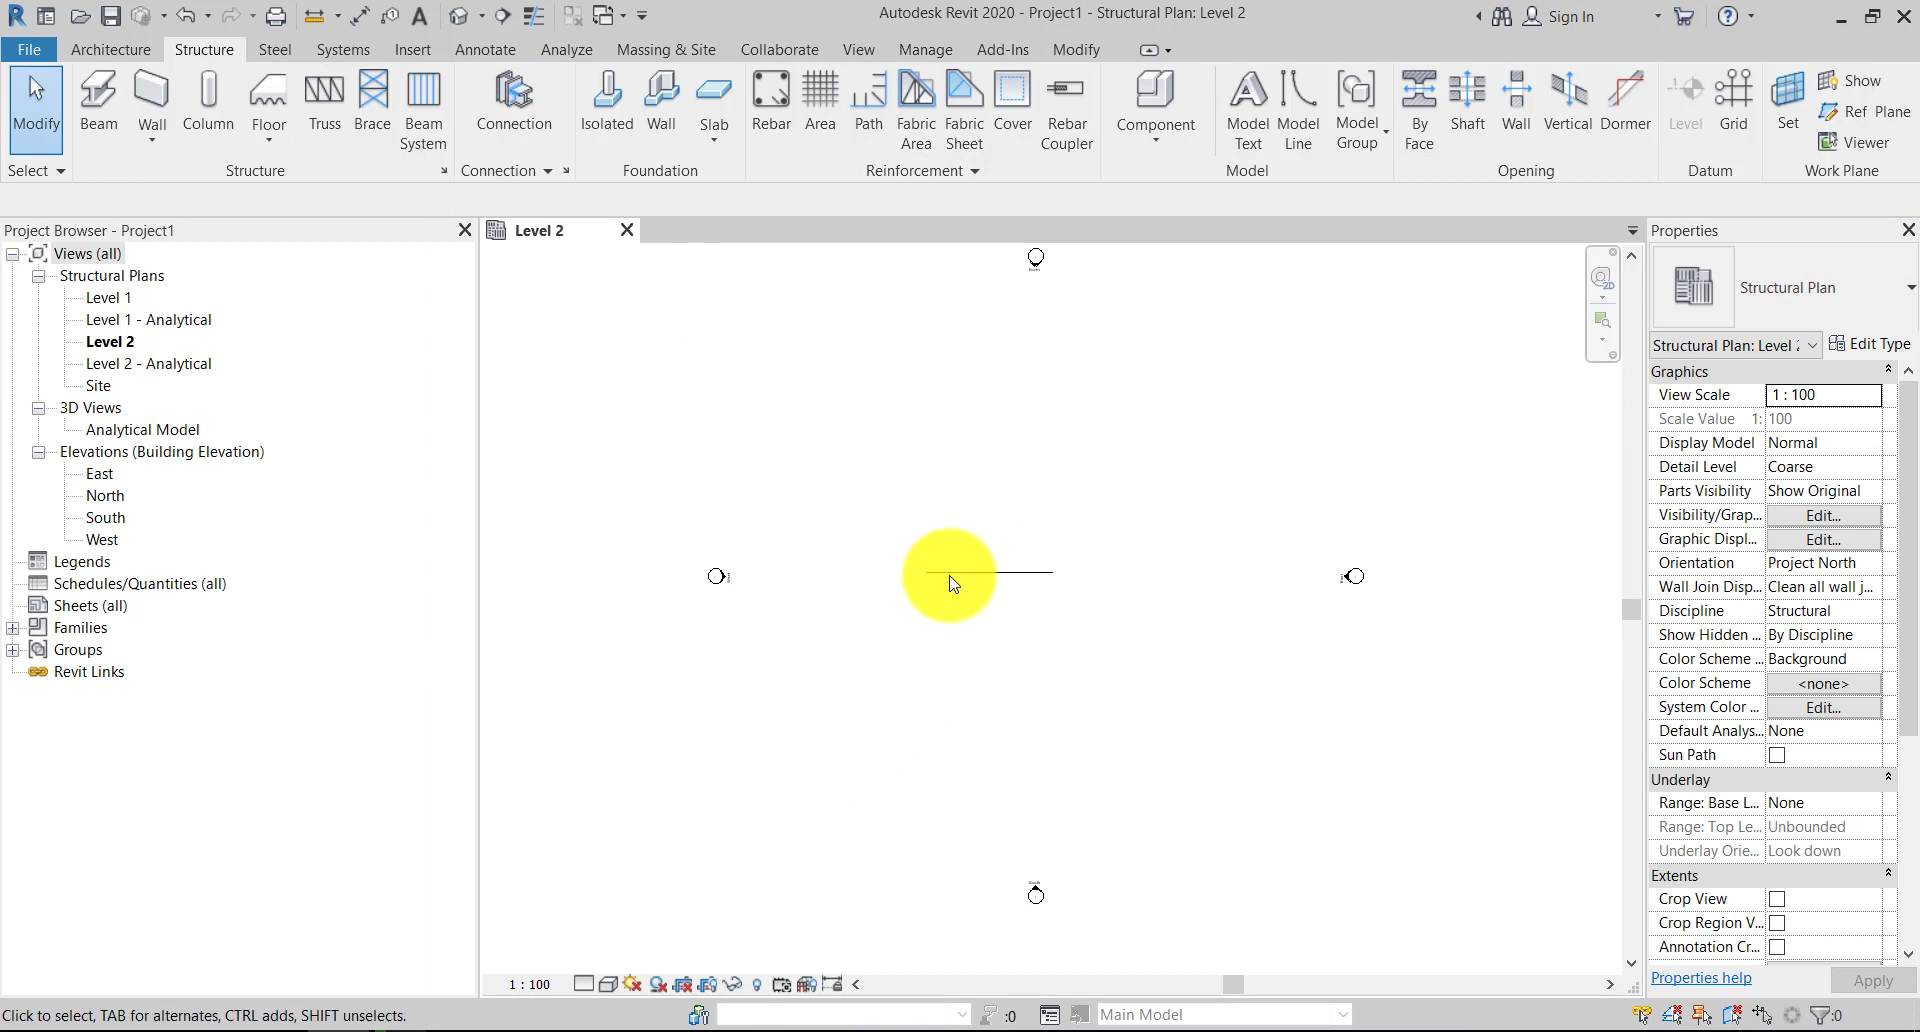 Autodesk Revit 2020 - Project1 - Structural Plan: Level 2
Sign In
File Architecture Structure Steel Systems Insert Annotate Analyze Massing & Site Collaborate View Manage Add-Ins Modify
Modify Beam Wall Column Floor Truss Brace Beam System
Connection
Isolated Wall Slab
Rebar Area Path Fabric Area Fabric Sheet Cover Rebar Coupler
Component
Model Text Model Line Model Group
By Face Shaft Wall Vertical Dormer
Level Grid
Set Show Ref Plane Viewer
Select Structure Connection Foundation Reinforcement Model Opening Datum Work Plane
Project Browser - Project1
Views (all)
Structural Plans
Level 1
Level 1 - Analytical
Level 2
Level 2 - Analytical
Site
3D Views
Analytical Model
Elevations (Building Elevation)
East
North
South
West
Legends
Schedules/Quantities (all)
Sheets (all)
Families
Groups
Revit Links
Level 2
2D
1 : 100
Properties
Structural Plan
Structural Plan: Level 2 Edit Type
Graphics
View Scale 1 : 100
Scale Value 1: 100
Display Model Normal
Detail Level Coarse
Parts Visibility Show Original
Visibility/Grap... Edit...
Graphic Displ... Edit...
Orientation Project North
Wall Join Disp... Clean all wall j...
Discipline Structural
Show Hidden ... By Discipline
Color Scheme ... Background
Color Scheme <none>
System Color ... Edit...
Default Analys... None
Sun Path
Underlay
Range: Base L... None
Range: Top Le... Unbounded
Underlay Orie... Look down
Extents
Crop View
Crop Region V...
Annotation Cr...
Properties help Apply
Click to select, TAB for alternates, CTRL adds, SHIFT unselects.
:0
Main Model
:0